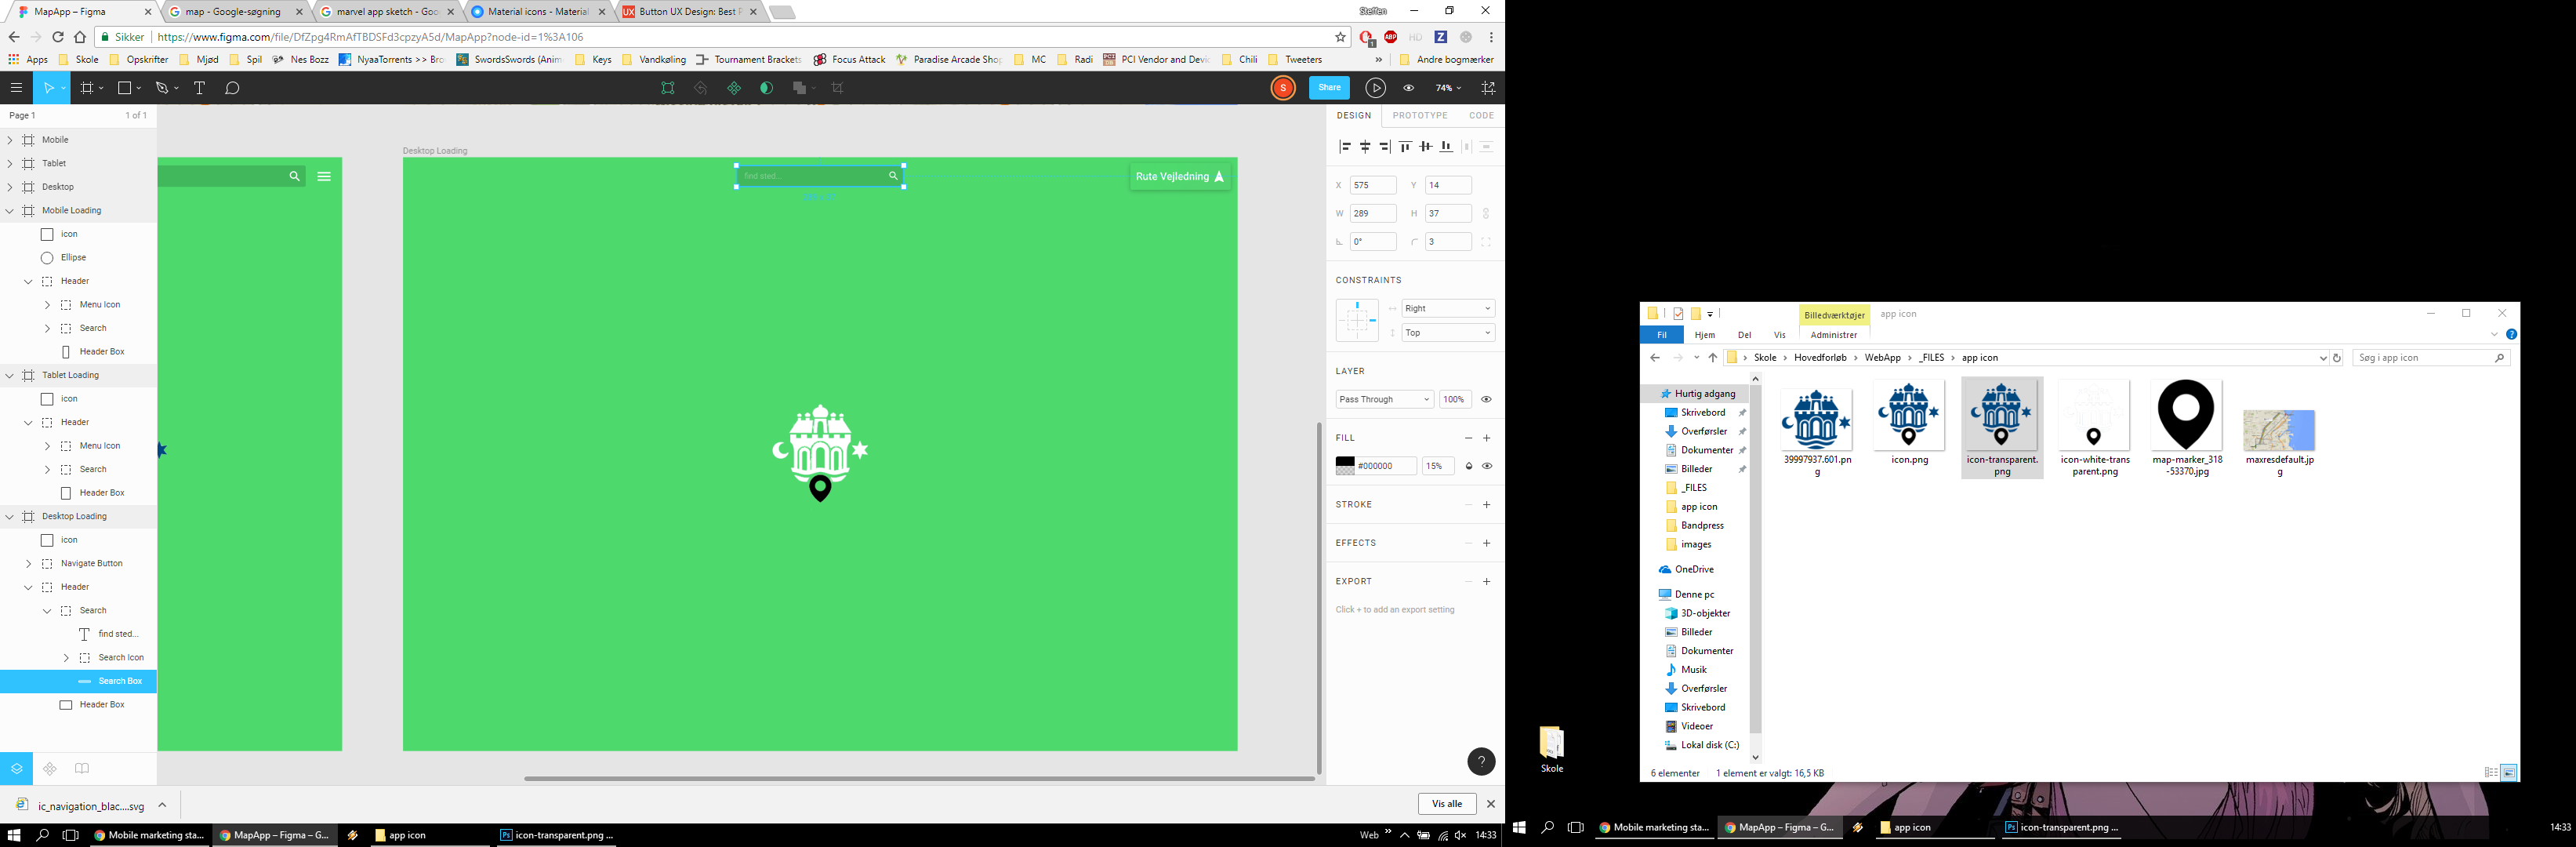 MapApp – Figma
map - Google-søgning
marvel app sketch - Goo
Material icons - Material
Button UX Design: Best P
Steffen
Sikker
https://www.figma.com/file/DfZpg4RmAfTBDSFd3cpzyA5d/MapApp?node-id=1%3A106
ABP
HD
Z
Apps
Skole
Opskrifter
Mjød
Spil
Nes Bozz
NyaaTorrents >> Bro
SwordsSwords (Anim
Keys
Vandkøling
Tournament Brackets
Focus Attack
Paradise Arcade Shop
MC
Radi
PCI Vendor and Devic
Chili
Tweeters
»
Andre bogmærker
S
Share
74%
Page 1
1 of 1
Mobile
Tablet
Desktop
Mobile Loading
icon
Ellipse
Header
Menu Icon
Search
Header Box
Tablet Loading
icon
Header
Menu Icon
Search
Header Box
Desktop Loading
icon
Navigate Button
Header
Search
find sted...
Search Icon
Search Box
Header Box
Desktop Loading
find sted...
Rute Vejledning
DESIGN
PROTOTYPE
CODE
X 575 Y 14
W 289 H 37
0° 3
CONSTRAINTS
Right
Top
LAYER
Pass Through
100%
FILL
#000000
15%
STROKE
EFFECTS
EXPORT
Click + to add an export setting
?
ic_navigation_blac....svg
Vis alle
Mobile marketing sta...
MapApp – Figma – G...
app icon
icon-transparent.png ...
Web
»
14:33
Billedværktøjer
app icon
Fil
Hjem
Del
Vis
Administrer
Skole
Hovedforløb
WebApp
_FILES
app icon
Søg i app icon
Hurtig adgang
Skrivebord
Overførsler
Dokumenter
Billeder
_FILES
app icon
Bandpress
images
OneDrive
Denne pc
3D-objekter
Billeder
Dokumenter
Musik
Overførsler
Skrivebord
Videoer
Lokal disk (C:)
39997937.601.pn
g
icon.png
icon-transparent.
png
icon-white-trans
parent.png
map-marker_318
-53370.jpg
maxresdefault.jp
g
6 elementer
1 element er valgt: 16,5 KB
Skole
Mobile marketing sta...
MapApp – Figma – G...
app icon
icon-transparent.png ...
14:33